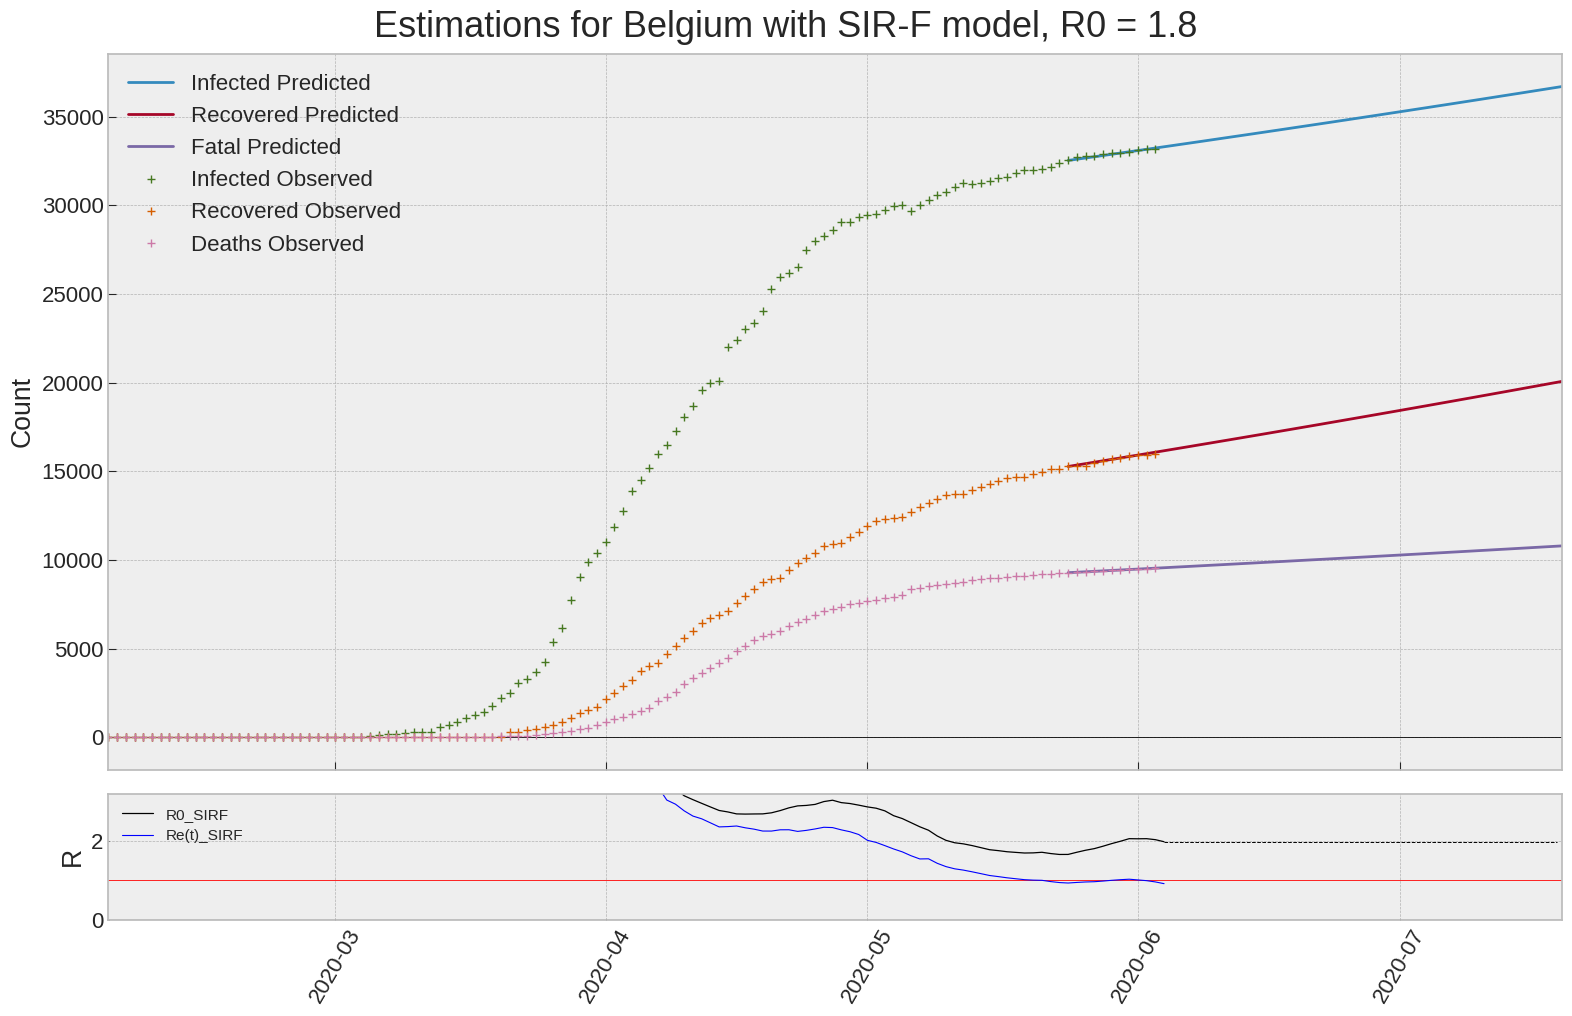 Estimations for Belgium with SIR-F model, R0 = 1.8
Infected Predicted
Recovered Predicted
Fatal Predicted
Infected Observed
Recovered Observed
Deaths Observed
35000
30000
25000
20000
15000
10000
5000
0
Count
R0_SIRF
Re(t)_SIRF
2
0
R
2020-03
2020-04
2020-05
2020-06
2020-07